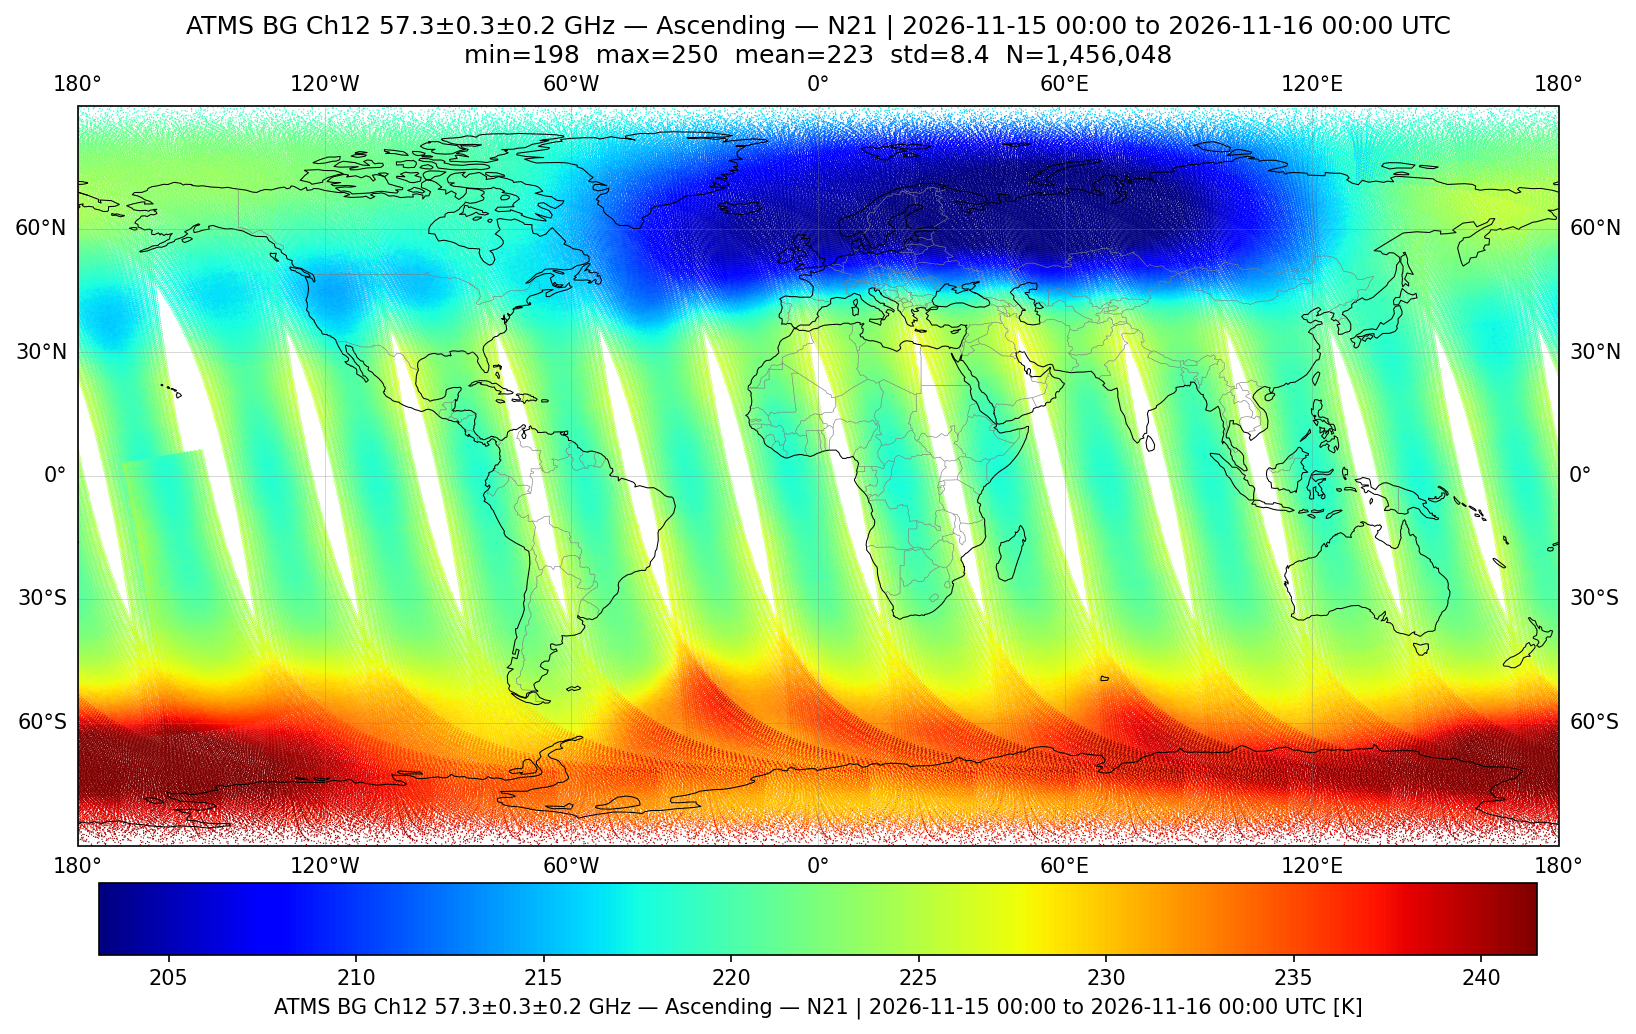 ATMS BG Ch12 57.3±0.3±0.2 GHz — Ascending — N21 | 2026-11-15 00:00 to 2026-11-16 00:00 UTC
min=198 max=250 mean=223 std=8.4 N=1,456,048
180° 120°W 60°W 0° 60°E 120°E 180°
60°N 60°N
30°N 30°N
0° 0°
30°S 30°S
60°S 60°S
180° 120°W 60°W 0° 60°E 120°E 180°
205 210 215 220 225 230 235 240
ATMS BG Ch12 57.3±0.3±0.2 GHz — Ascending — N21 | 2026-11-15 00:00 to 2026-11-16 00:00 UTC [K]